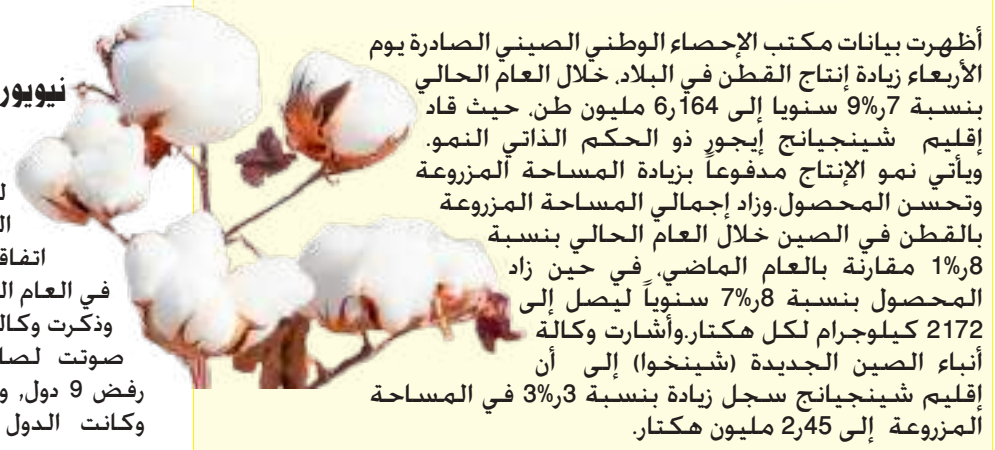 أظهرت بيانات مكتب الإحصاء الوطني الصيني الصادرة يوم
الأربعاء زيادة إنتاج القطن في البلاد، خلال العام الحالي
بنسبة 7ر9% سنويا إلى 6,164 مليون طن، حيث قاد
إقليم شينجيانج إيجور ذو الحكم الذاتي النمو.
ويأتي نمو الإنتاج مدفوعاً بزيادة المساحة المزروعة
وتحسن المحصول.وزاد إجمالي المساحة المزروعة
بالقطن في الصين خلال العام الحالي بنسبة
8ر1% مقارنة بالعام الماضي، في حين زاد
المحصول بنسبة 8ر7% سنوياً ليصل إلى
2172 كيلوجرام لكل هكتار.وأشارت وكالة
أنباء الصين الجديدة (شينخوا) إلى أن
إقليم شينجيانج سجل زيادة بنسبة 3ر3% في المساحة
المزروعة إلى 45ر2 مليون هكتار.
نيويور
اتفاق
في العام ال
وذكرت وكال
صوتت لصا
رفض 9 دول, و
وكانت الدول